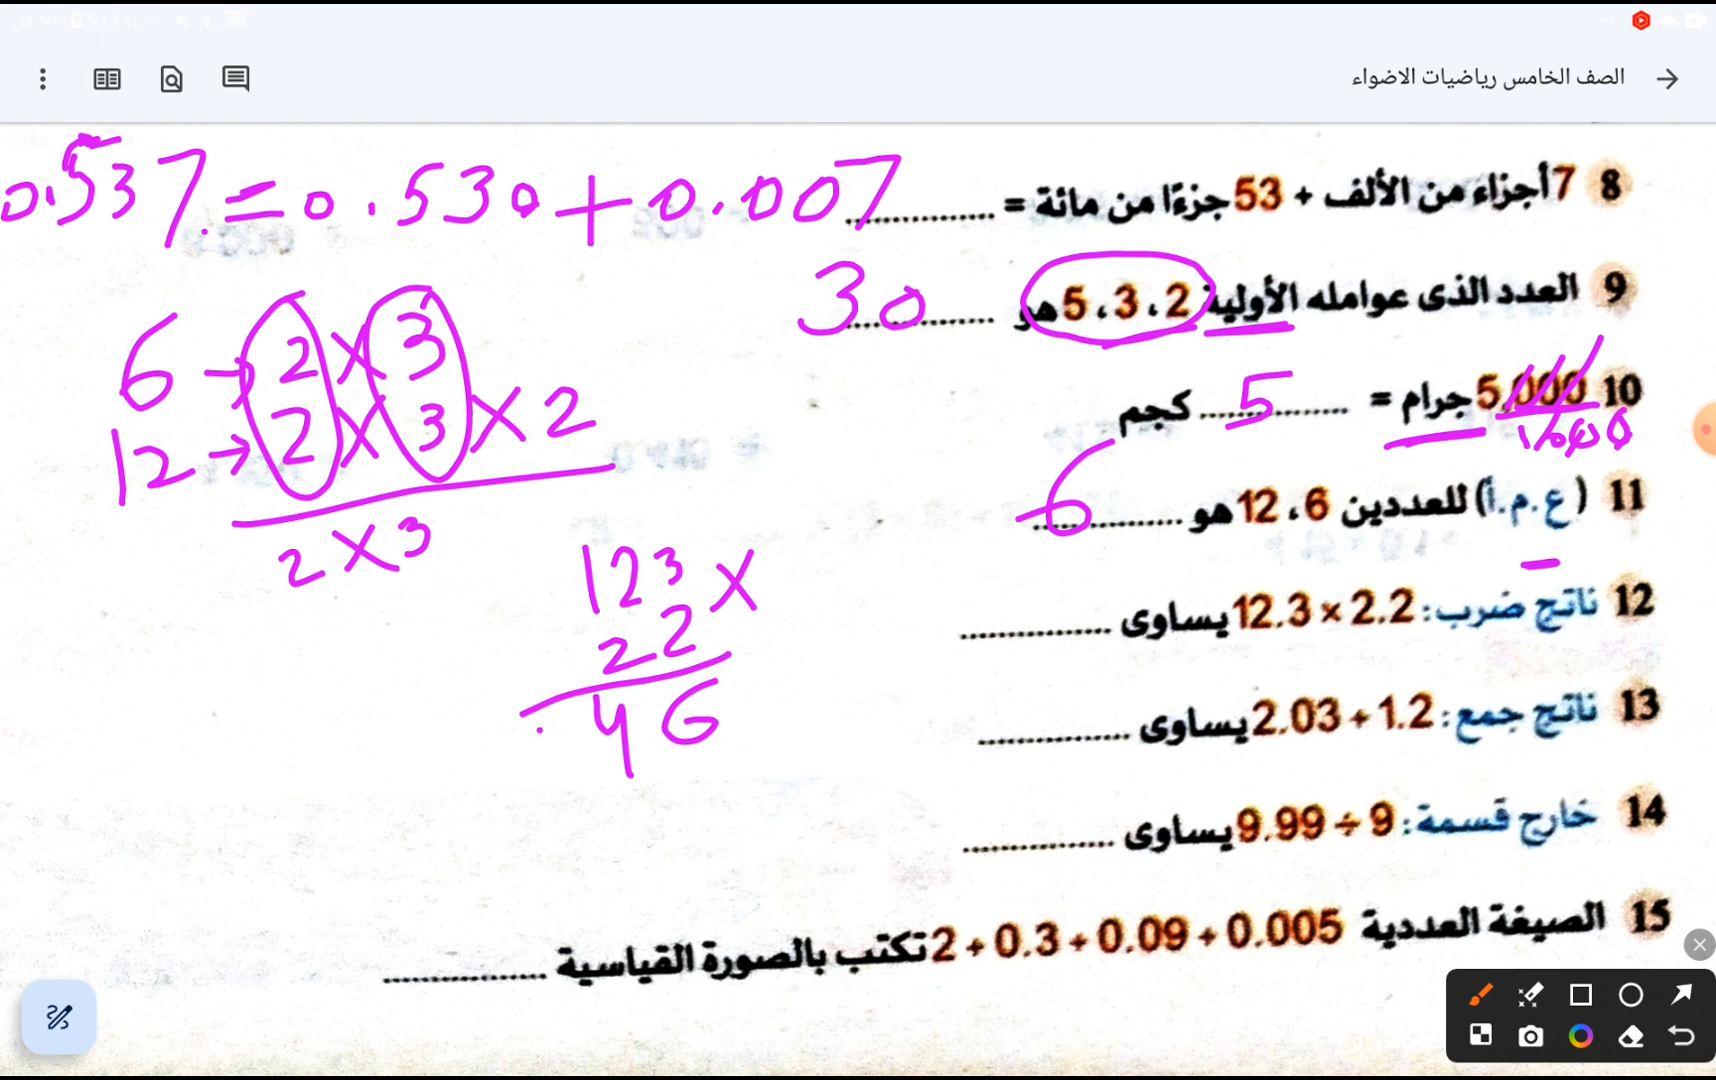 الصف الخامس رياضيات الاضواء
8 7 أجزاء من الألف + 53 جزءًا من مائة = ...............
0.537 = 0.530 + 0.007
9 العدد الذى عوامله الأولية 2 ، 3 ، 5 هو ...............
30
10 5,000 جرام = ............... كجم
5
1000
11 (ع.م.أ) للعددين 6 ، 12 هو ...............
6
6 → 2 × 3
12 → 2 × 3 × 2
2 × 3
12 ناتج ضرب: 12.3 × 2.2 يساوى ...............
123 ×
22
46
13 ناتج جمع: 2.03 + 1.2 يساوى ...............
14 خارج قسمة: 9.99 ÷ 9 يساوى ...............
15 الصيغة العددية 2 + 0.3 + 0.09 + 0.005 تكتب بالصورة القياسية ...............